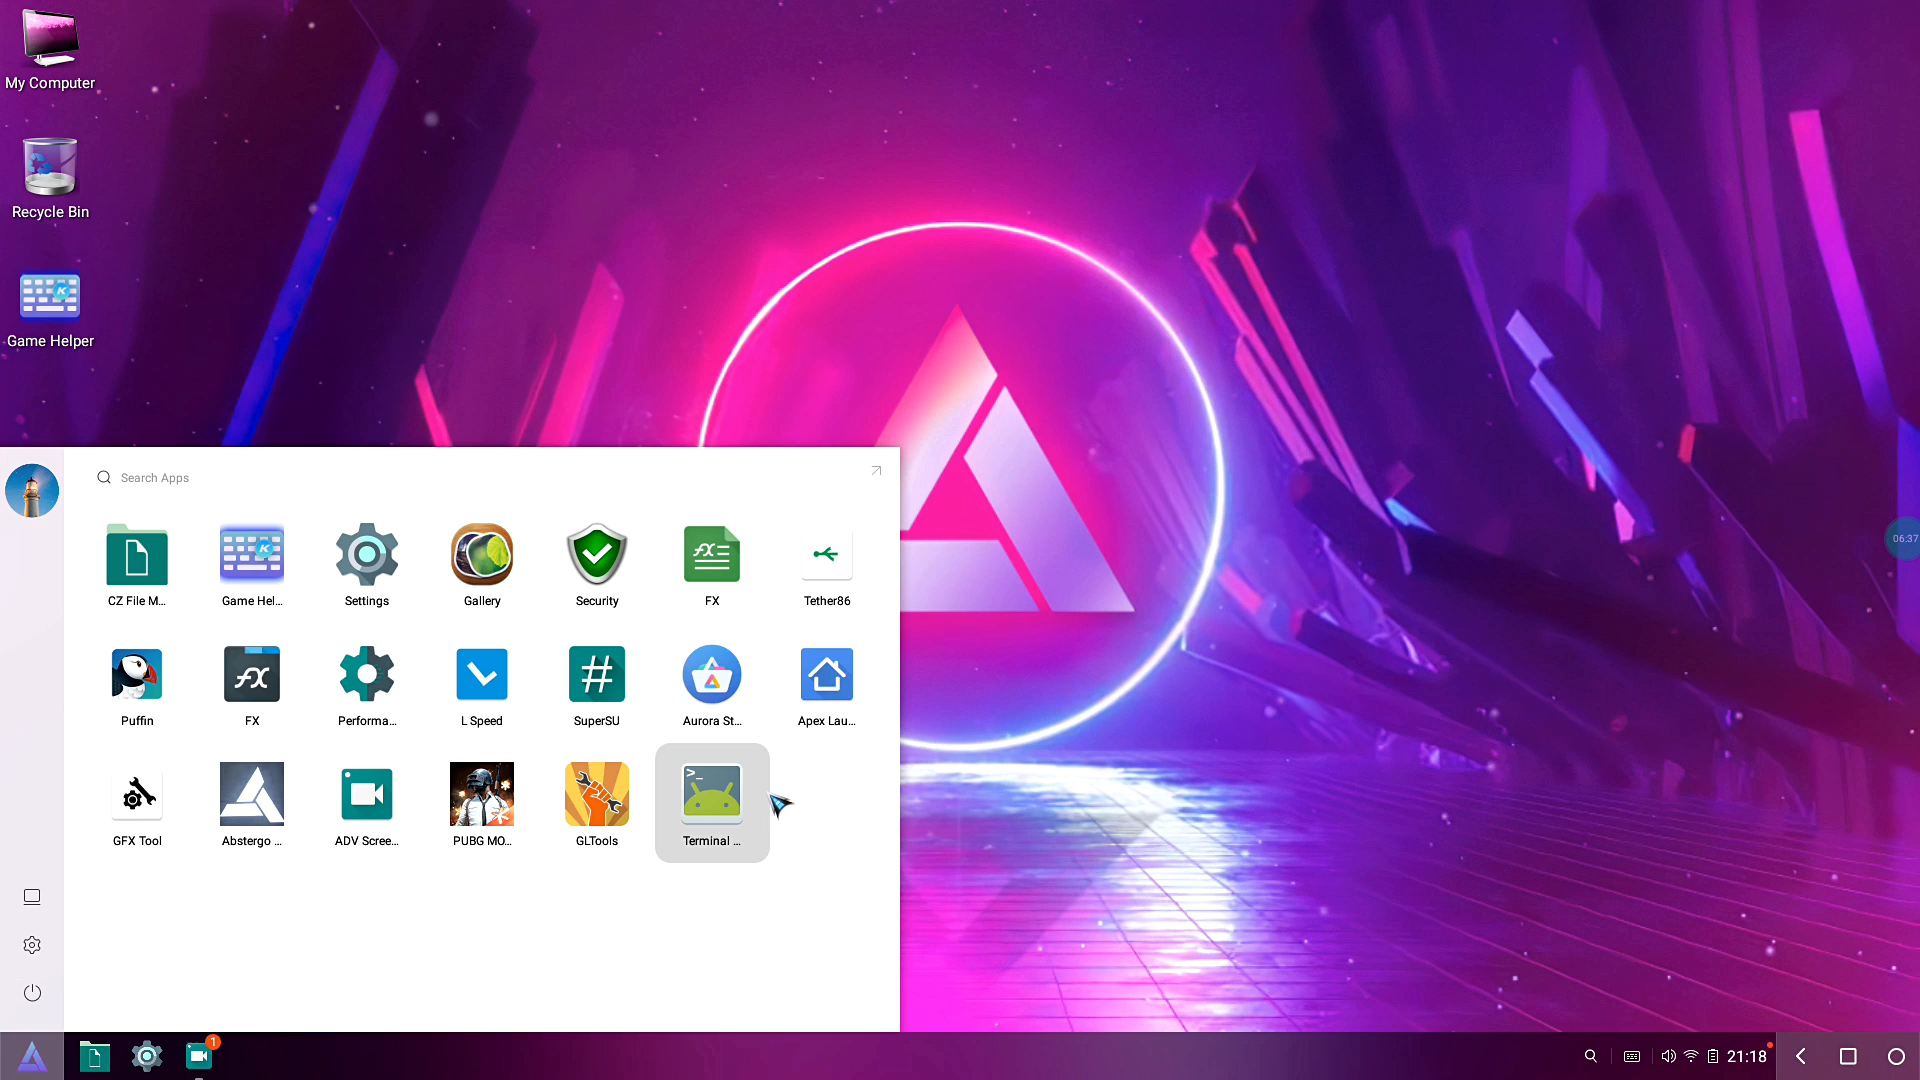 My Computer
Recycle Bin
Game Helper
Search Apps
CZ File M... Game Hel... Settings Gallery Security FX Tether86
Puffin FX Performa... L Speed SuperSU Aurora St... Apex Lau...
GFX Tool Abstergo ... ADV Scree... PUBG MO... GLTools Terminal ...
06:37
1
21:18